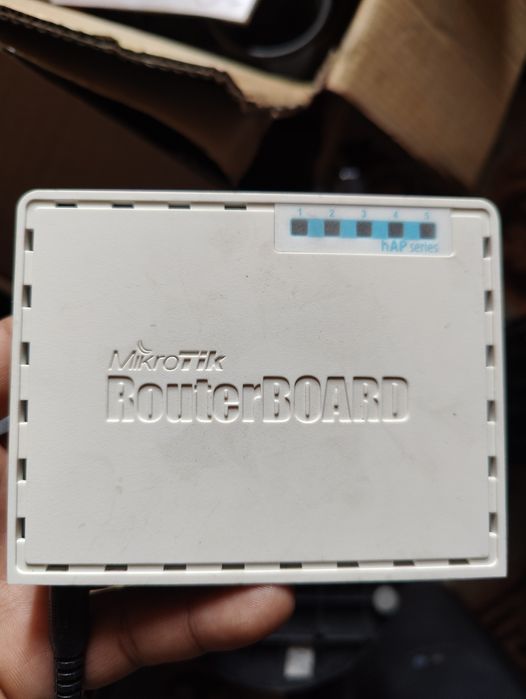 1 2 3 4 5
hAP series
MikroTik
RouterBOARD